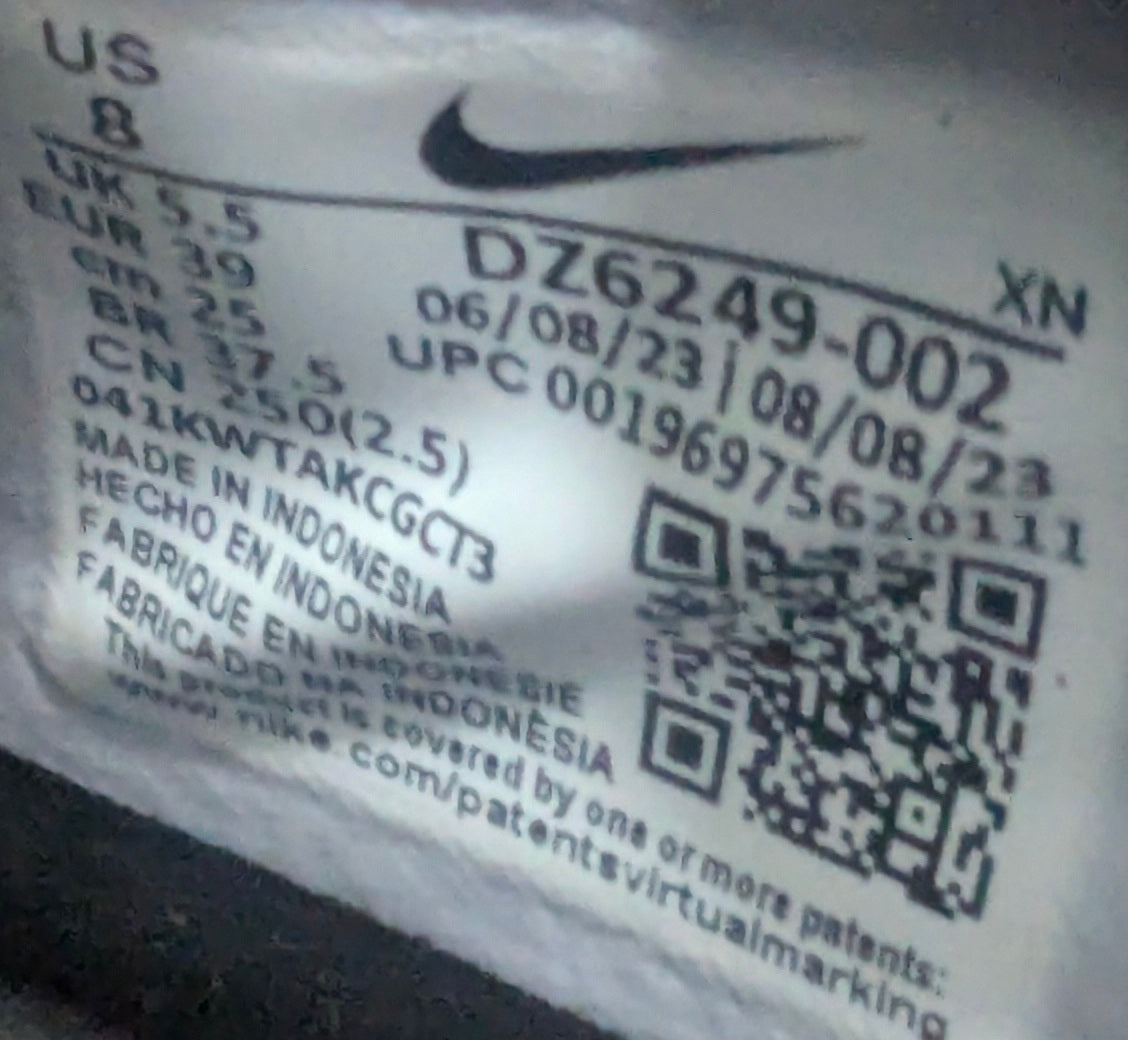 US
8
UK 5.5
EUR 39
cm 25
BR 37.5
CN 250(2.5)
041KWTAKCGCT3
MADE IN INDONESIA
HECHO EN INDONESIA
FABRIQUE EN INDONESIE
FABRICADO NA INDONÊSIA
This product is covered by one or more patents:
www.nike.com/patentsvirtualmarking
XN
DZ6249-002
06/08/23 | 08/08/23
UPC 00196975620111